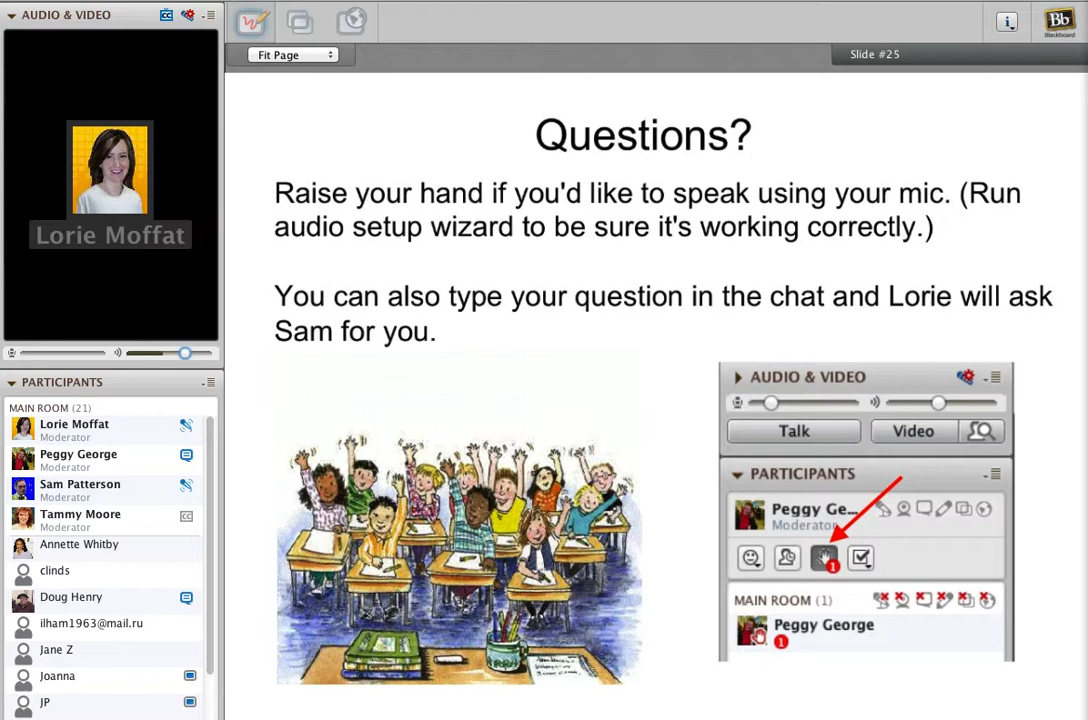 AUDIO & VIDEO
Fit Page
Slide #25
i
Bb
Blackboard
Lorie Moffat
PARTICIPANTS
MAIN ROOM (21)
Lorie Moffat
Moderator
Peggy George
Moderator
Sam Patterson
Moderator
Tammy Moore
Moderator
cc
Annette Whitby
clinds
Doug Henry
ilham1963@mail.ru
Jane Z
Joanna
JP
Questions?
Raise your hand if you'd like to speak using your mic. (Run
audio setup wizard to be sure it's working correctly.)
You can also type your question in the chat and Lorie will ask
Sam for you.
AUDIO & VIDEO
Talk
Video
PARTICIPANTS
Peggy Ge...
Moderator
1
MAIN ROOM (1)
Peggy George
1